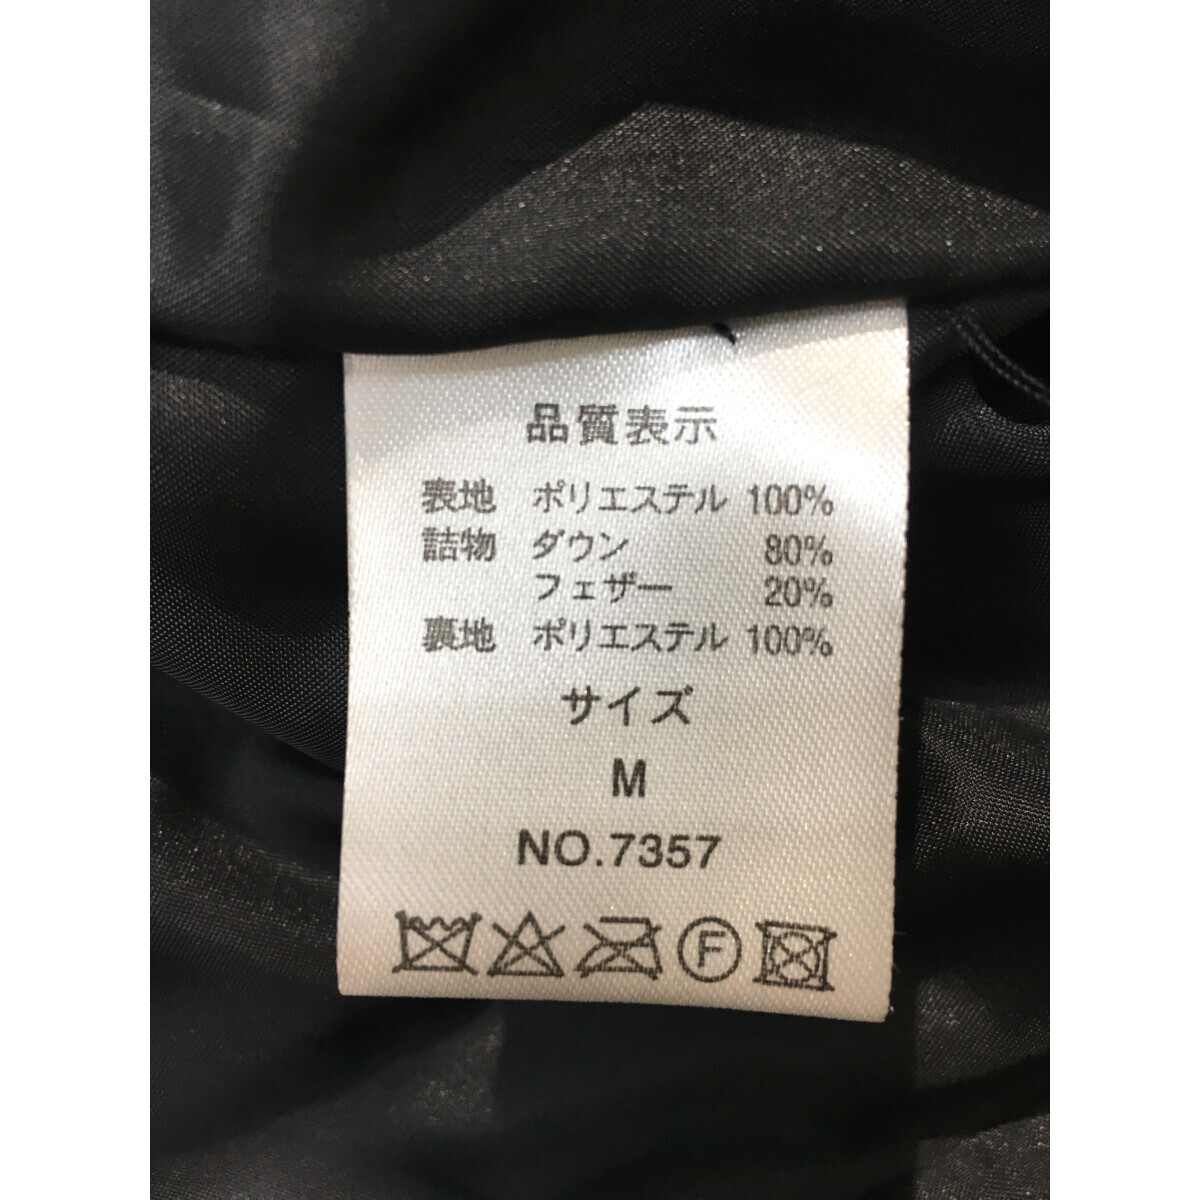 品質表示
表地 ポリエステル 100%
詰物 ダウン 80%
フェザー 20%
裏地 ポリエステル 100%
サイズ
M
NO.7357
F